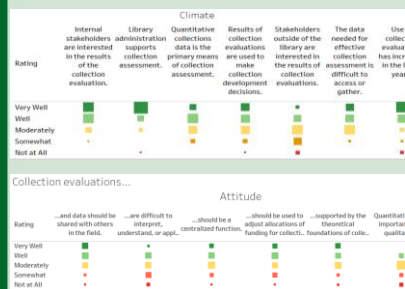 Climate
Internal stakeholders are interested in the results of the collection evaluation.
Library administration supports collection assessment.
Quantitative collections data is the primary means of collection assessment.
Results of collection evaluations are used to make collection development decisions.
Stakeholders outside of the library are interested in the results of collection evaluations.
The data needed for effective collection assessment is difficult to access or gather.
Rating
Very Well
Well
Moderately
Somewhat
Not at All
Collection evaluations...
Attitude
Rating
...and data should be shared with others in the field.
...are difficult to interpret, understand, or appl..
...should be a centralized function.
...should be used to adjust allocations of funding for collecti..
...supported by the theoretical foundations of colle..
Very Well
Well
Moderately
Somewhat
Not at All